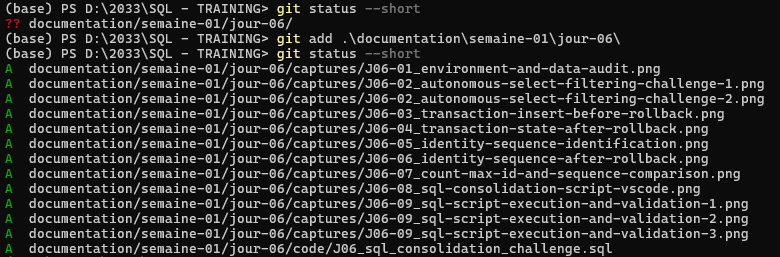 (base) PS D:\2033\SQL - TRAINING> git status --short
?? documentation/semaine-01/jour-06/
(base) PS D:\2033\SQL - TRAINING> git add .\documentation\semaine-01\jour-06\
(base) PS D:\2033\SQL - TRAINING> git status --short
A  documentation/semaine-01/jour-06/captures/J06-01_environment-and-data-audit.png
A  documentation/semaine-01/jour-06/captures/J06-02_autonomous-select-filtering-challenge-1.png
A  documentation/semaine-01/jour-06/captures/J06-02_autonomous-select-filtering-challenge-2.png
A  documentation/semaine-01/jour-06/captures/J06-03_transaction-insert-before-rollback.png
A  documentation/semaine-01/jour-06/captures/J06-04_transaction-state-after-rollback.png
A  documentation/semaine-01/jour-06/captures/J06-05_identity-sequence-identification.png
A  documentation/semaine-01/jour-06/captures/J06-06_identity-sequence-after-rollback.png
A  documentation/semaine-01/jour-06/captures/J06-07_count-max-id-and-sequence-comparison.png
A  documentation/semaine-01/jour-06/captures/J06-08_sql-consolidation-script-vscode.png
A  documentation/semaine-01/jour-06/captures/J06-09_sql-script-execution-and-validation-1.png
A  documentation/semaine-01/jour-06/captures/J06-09_sql-script-execution-and-validation-2.png
A  documentation/semaine-01/jour-06/captures/J06-09_sql-script-execution-and-validation-3.png
A  documentation/semaine-01/jour-06/code/J06_sql_consolidation_challenge.sql